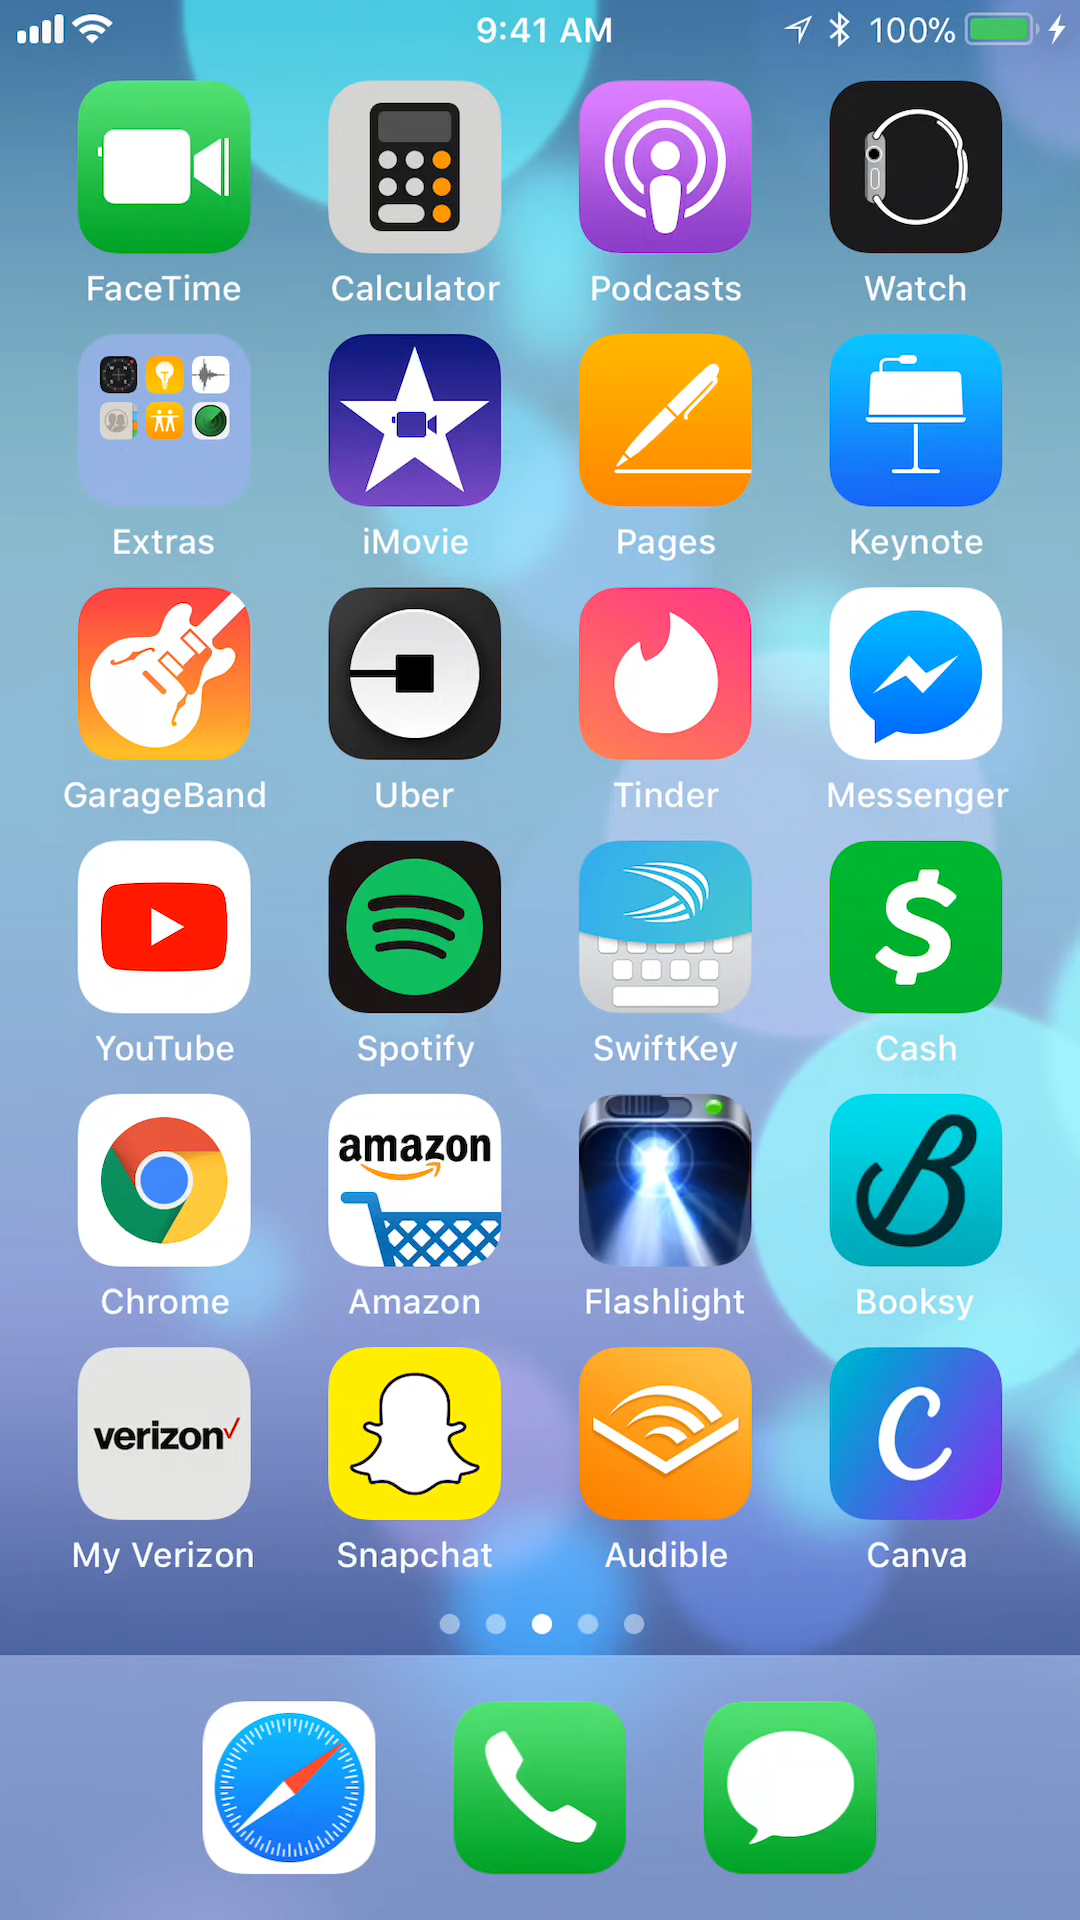 9:41 AM 100%
FaceTime Calculator Podcasts Watch
Extras iMovie Pages Keynote
GarageBand Uber Tinder Messenger
YouTube Spotify SwiftKey Cash
amazon
Chrome Amazon Flashlight Booksy
verizon
My Verizon Snapchat Audible Canva